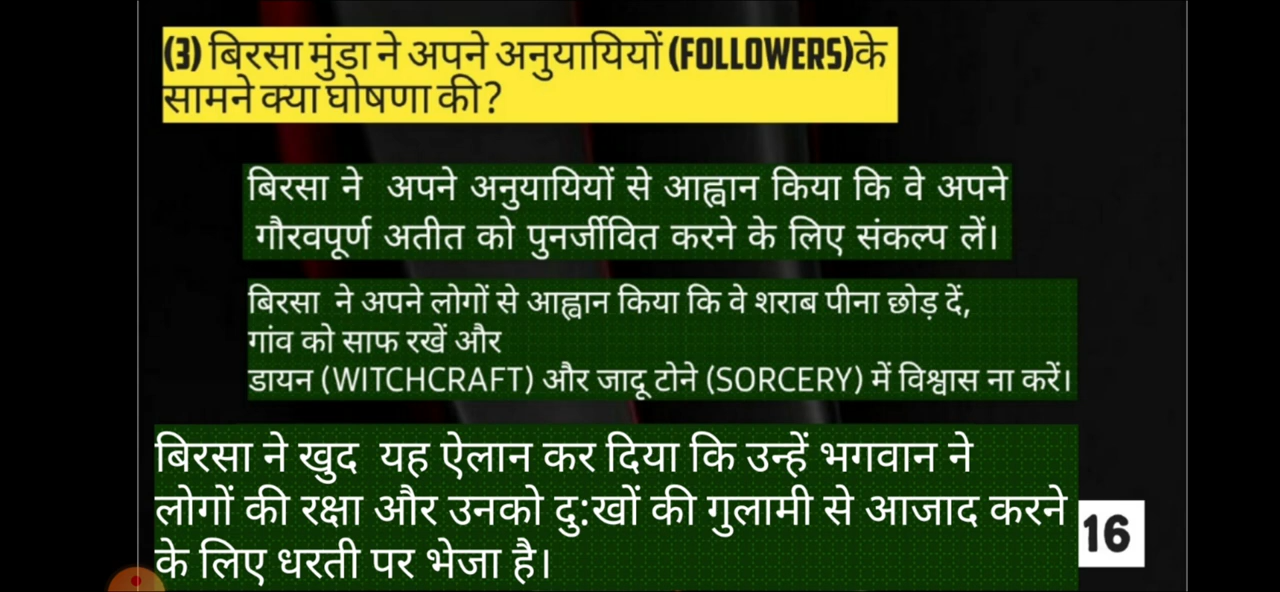 (3) बिरसा मुंडा ने अपने अनुयायियों (FOLLOWERS)के
सामने क्या घोषणा की?
बिरसा ने अपने अनुयायियों से आह्वान किया कि वे अपने
गौरवपूर्ण अतीत को पुनर्जीवित करने के लिए संकल्प लें।
बिरसा ने अपने लोगों से आह्वान किया कि वे शराब पीना छोड़ दें,
गांव को साफ रखें और
डायन (WITCHCRAFT) और जादू टोने (SORCERY) में विश्वास ना करें।
बिरसा ने खुद यह ऐलान कर दिया कि उन्हें भगवान ने
लोगों की रक्षा और उनको दु:खों की गुलामी से आजाद करने
के लिए धरती पर भेजा है।
16